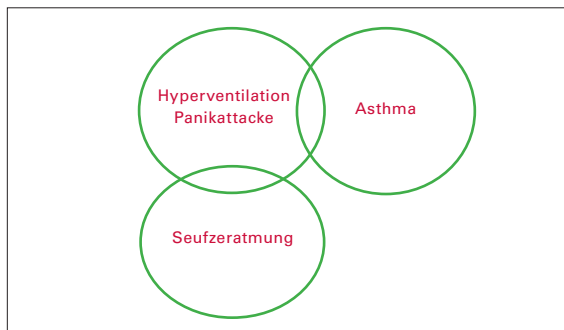 Hyperventilation
Panikattacke
Asthma
Seufzeratmung